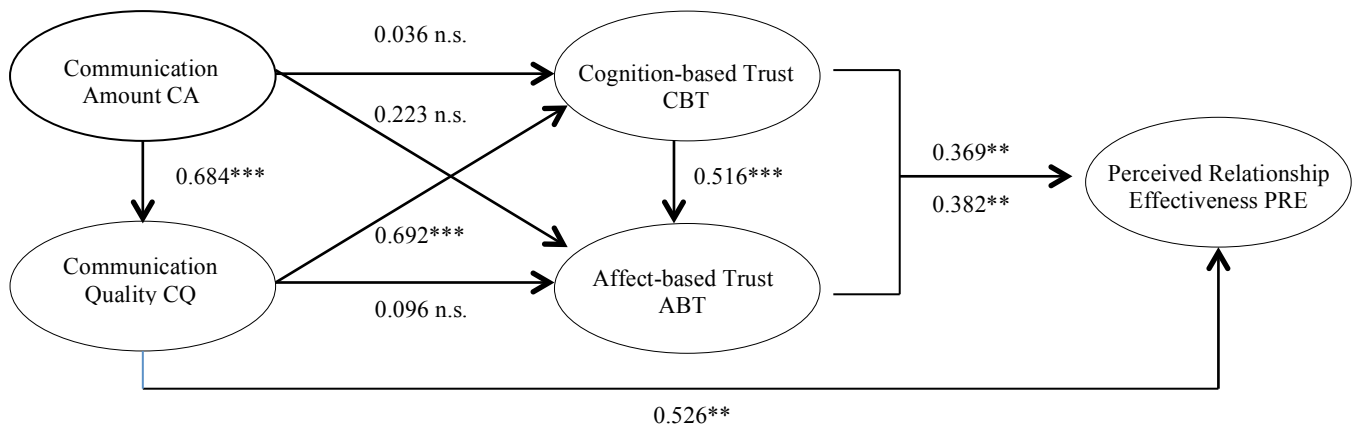 0.036 n.s.
Communication
Amount CA
Cognition-based Trust
CBT
0.223 n.s.
0.369**
0.684***
0.516***
Perceived Relationship
Effectiveness PRE
0.382**
0.692***
Communication
Quality CQ
Affect-based Trust
ABT
0.096 n.s.
0.526**